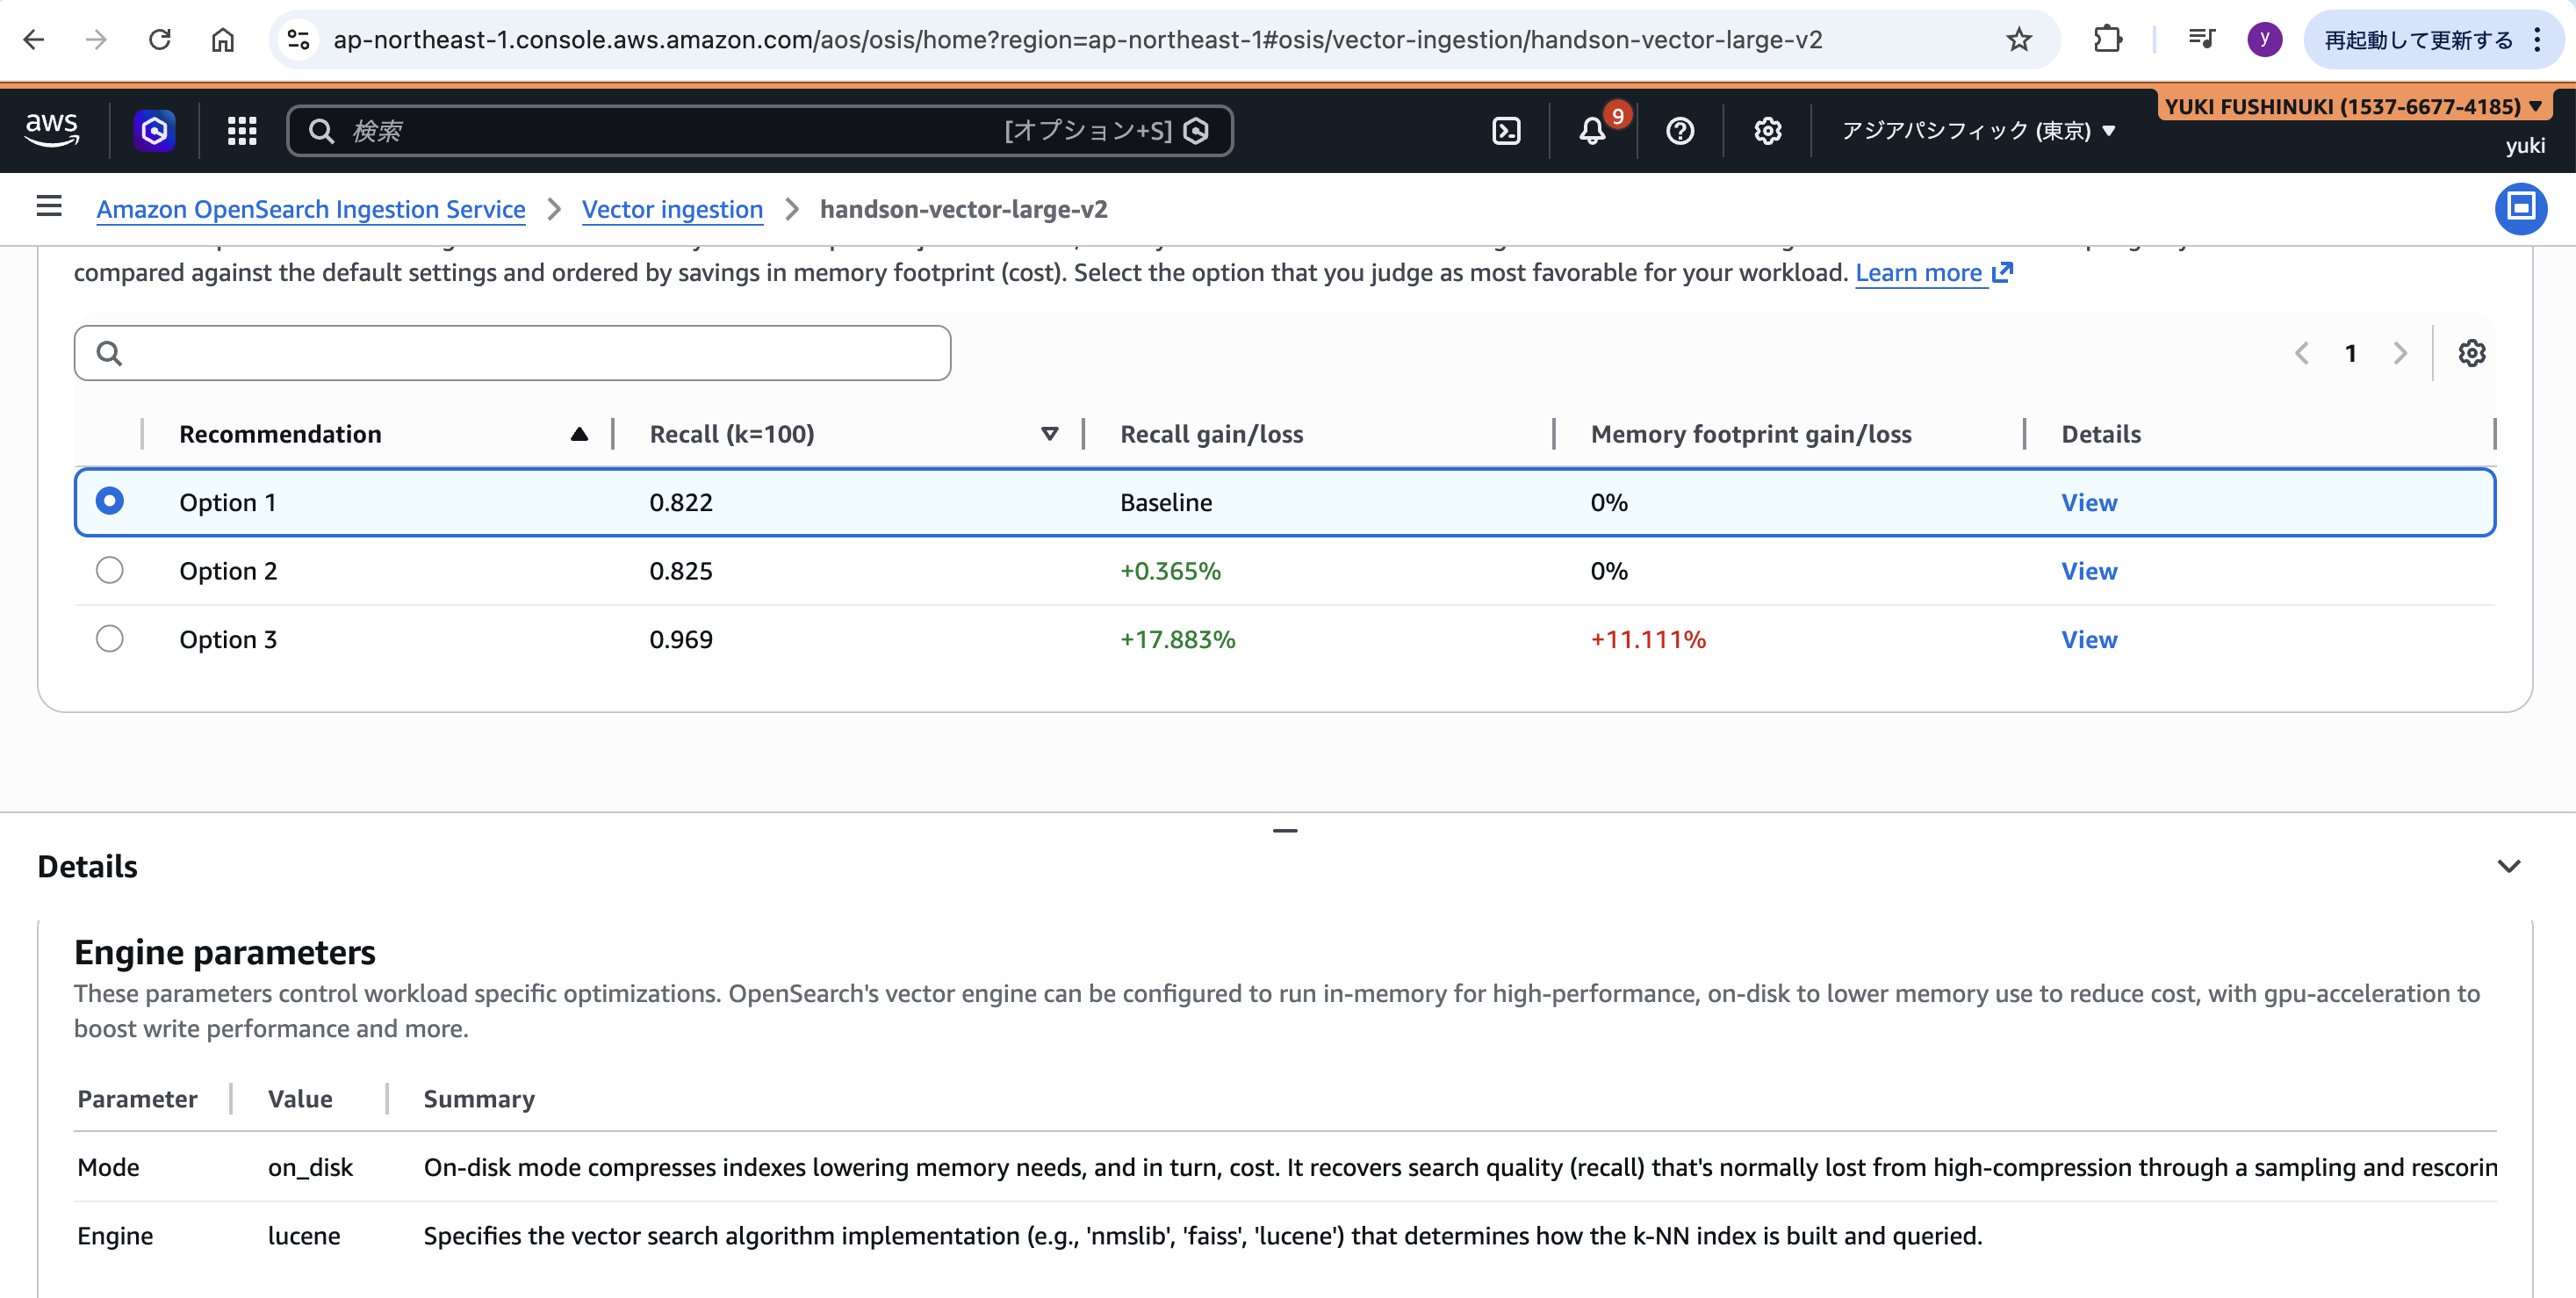 ap-northeast-1.console.aws.amazon.com/aos/osis/home?region=ap-northeast-1#osis/vector-ingestion/handson-vector-large-v2
y
再起動して更新する
aws
検索
[オプション+S]
9
アジアパシフィック (東京)
YUKI FUSHINUKI (1537-6677-4185)
yuki
Amazon OpenSearch Ingestion Service
Vector ingestion
handson-vector-large-v2
compared against the default settings and ordered by savings in memory footprint (cost). Select the option that you judge as most favorable for your workload. Learn more
1
Recommendation Recall (k=100) Recall gain/loss Memory footprint gain/loss Details
Option 1 0.822 Baseline 0% View
Option 2 0.825 +0.365% 0% View
Option 3 0.969 +17.883% +11.111% View
Details
Engine parameters
These parameters control workload specific optimizations. OpenSearch's vector engine can be configured to run in-memory for high-performance, on-disk to lower memory use to reduce cost, with gpu-acceleration to
boost write performance and more.
Parameter Value Summary
Mode on_disk On-disk mode compresses indexes lowering memory needs, and in turn, cost. It recovers search quality (recall) that's normally lost from high-compression through a sampling and rescorin
Engine lucene Specifies the vector search algorithm implementation (e.g., 'nmslib', 'faiss', 'lucene') that determines how the k-NN index is built and queried.